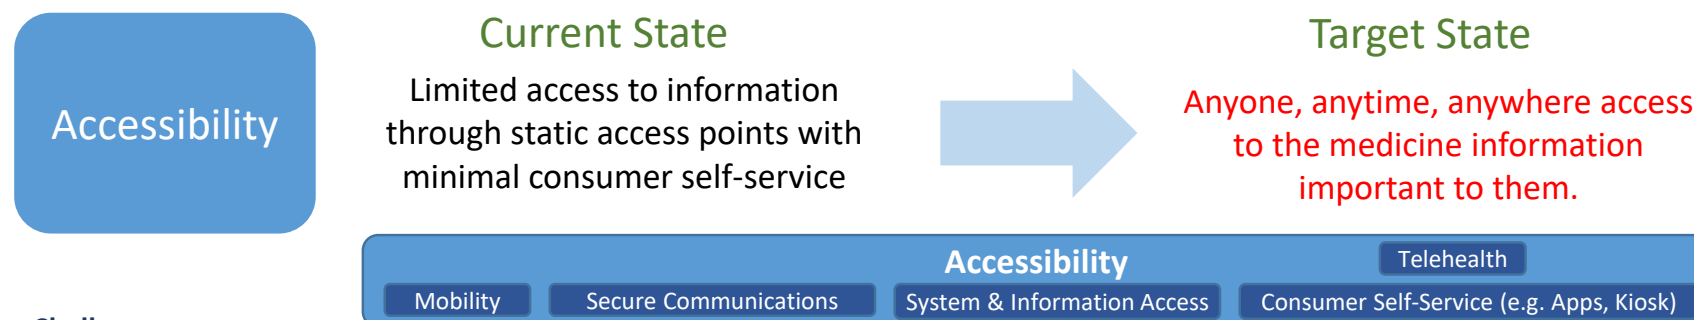 Accessibility
Current State
Limited access to information
through static access points with
minimal consumer self-service
Target State
Anyone, anytime, anywhere access
to the medicine information
important to them.
Accessibility
Telehealth
Mobility
Secure Communications
System & Information Access
Consumer Self-Service (e.g. Apps, Kiosk)